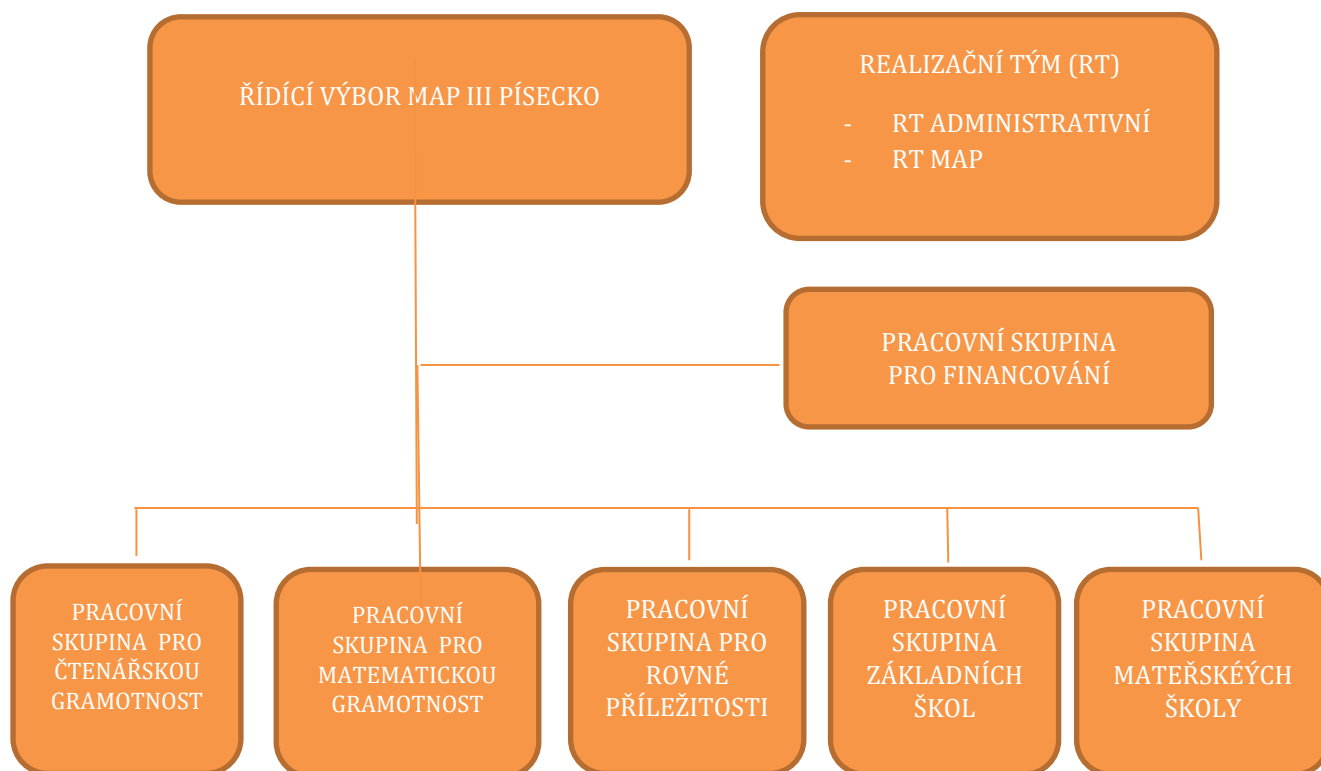 ŘÍDÍCÍ VÝBOR MAP III PÍSECKO
REALIZAČNÍ TÝM (RT)
- RT ADMINISTRATIVNÍ
- RT MAP
PRACOVNÍ SKUPINA
PRO FINANCOVÁNÍ
PRACOVNÍ
SKUPINA PRO
ČTENÁŘSKOU
GRAMOTNOST
PRACOVNÍ
SKUPINA PRO
MATEMATICKOU
GRAMOTNOST
PRACOVNÍ
SKUPINA PRO
ROVNÉ
PŘÍLEŽITOSTI
PRACOVNÍ
SKUPINA
ZÁKLADNÍCH
ŠKOL
PRACOVNÍ
SKUPINA
MATEŘSKÉÝCH
ŠKOLY